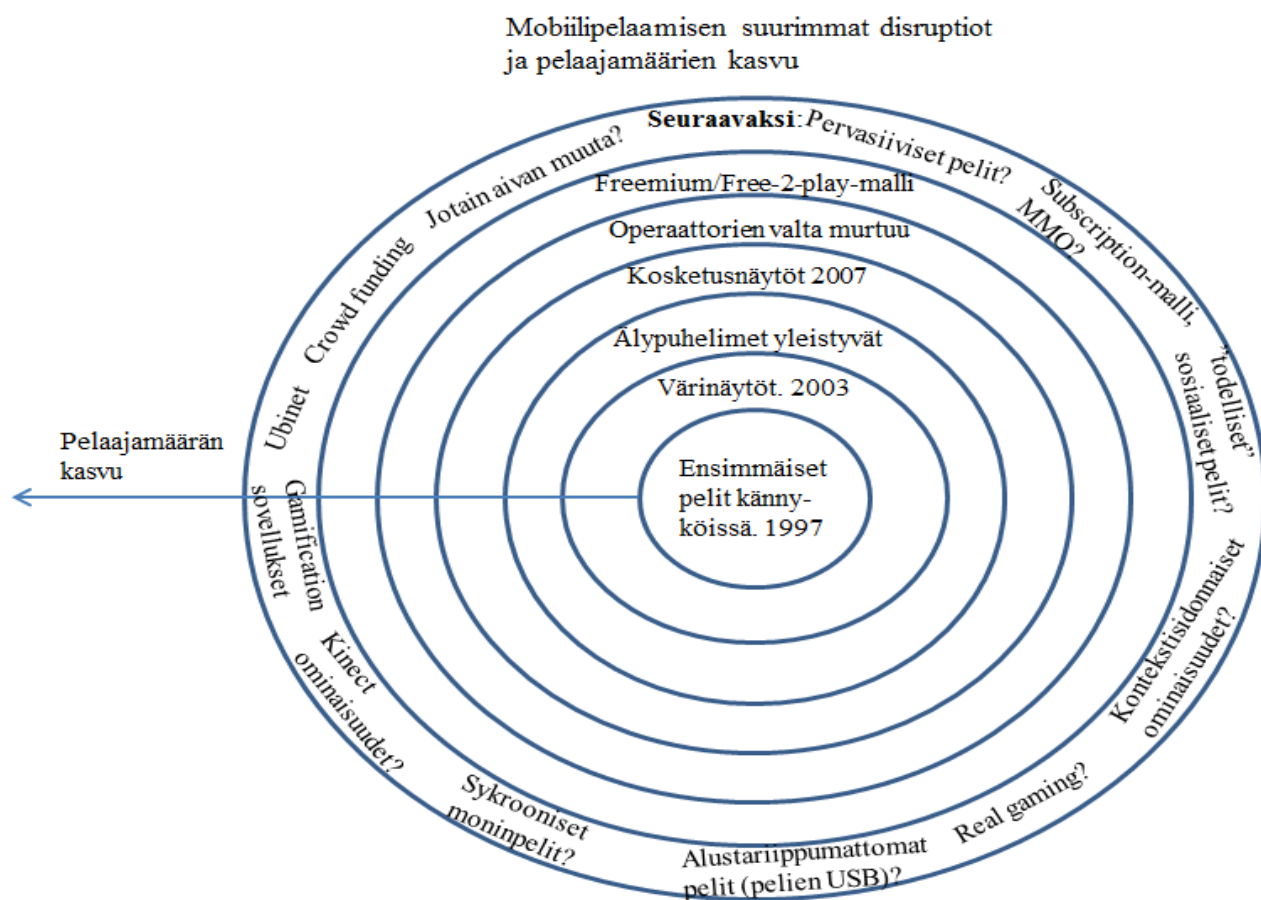 Mobiilipelaamisen suurimmat disruptiot
ja pelaajamäärien kasvu
Seuraavaksi: Pervasiiviset pelit?
Subscription-malli,
MMO?
"todelliset"
sosiaaliset pelit?
Kontekstisidonnaiset
ominaisuudet?
Real gaming?
Alustariippumattomat
pelit (pelien USB)?
Sykrooniset
moninpelit?
Kinect
ominaisuudet?
Gamification
sovellukset
Ubinet
Crowd funding
Jotain aivan muuta?
Freemium/Free-2-play-malli
Operaattorien valta murtuu
Kosketusnäytöt 2007
Älypuhelimet yleistyvät
Värinäytöt. 2003
Ensimmäiset
pelit känny-
köissä. 1997
Pelaajamäärän
kasvu